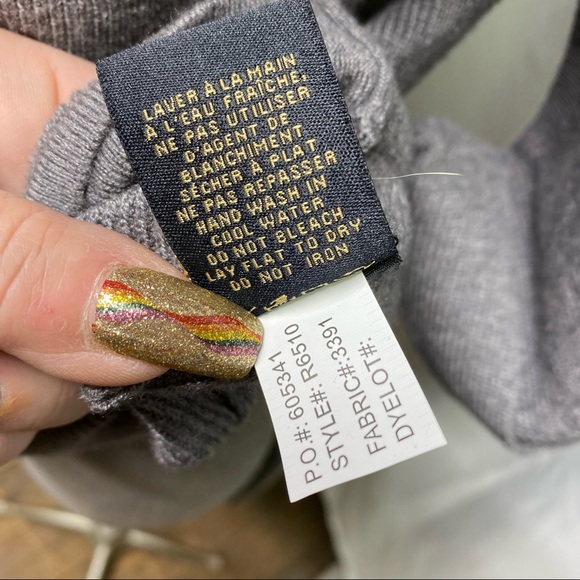 LAVER À LA MAIN
À L'EAU FRAICHE.
NE PAS UTILISER
D'AGENT DE
BLANCHIMENT
SÉCHER À PLAT
NE PAS REPASSER
HAND WASH IN
COOL WATER
DO NOT BLEACH
LAY FLAT TO DRY
DO NOT IRON
P.O.#: 605341
STYLE#: R6510
FABRIC#:3391
DYELOT#: